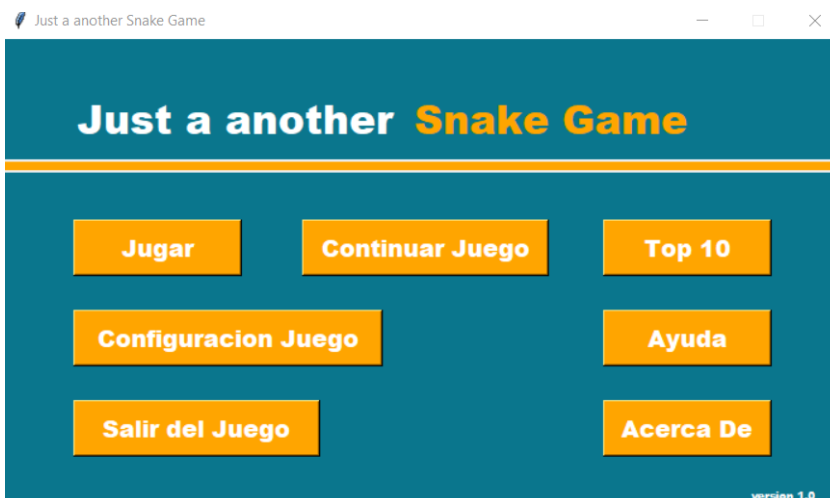 Just a another Snake Game
Just a another Snake Game
Jugar
Continuar Juego
Top 10
Configuracion Juego
Ayuda
Salir del Juego
Acerca De
version 1.0